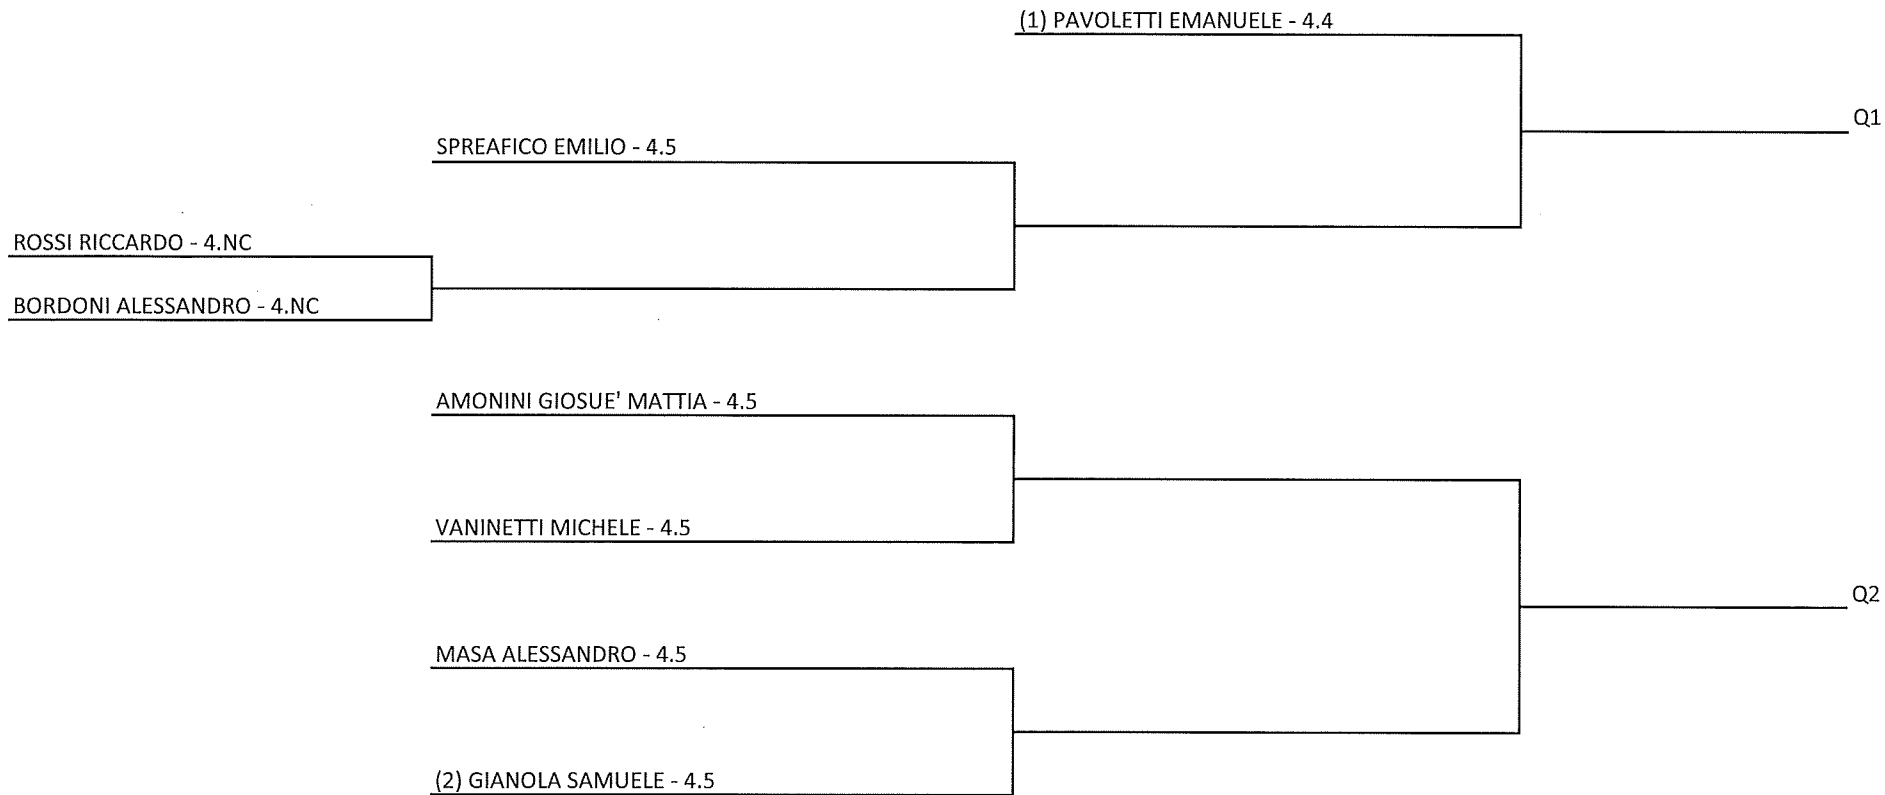 (1) PAVOLETTI EMANUELE - 4.4
Q1
SPREAFICO EMILIO - 4.5
ROSSI RICCARDO - 4.NC
BORDONI ALESSANDRO - 4.NC
AMONINI GIOSUE' MATTIA - 4.5
VANINETTI MICHELE - 4.5
Q2
MASA ALESSANDRO - 4.5
(2) GIANOLA SAMUELE - 4.5